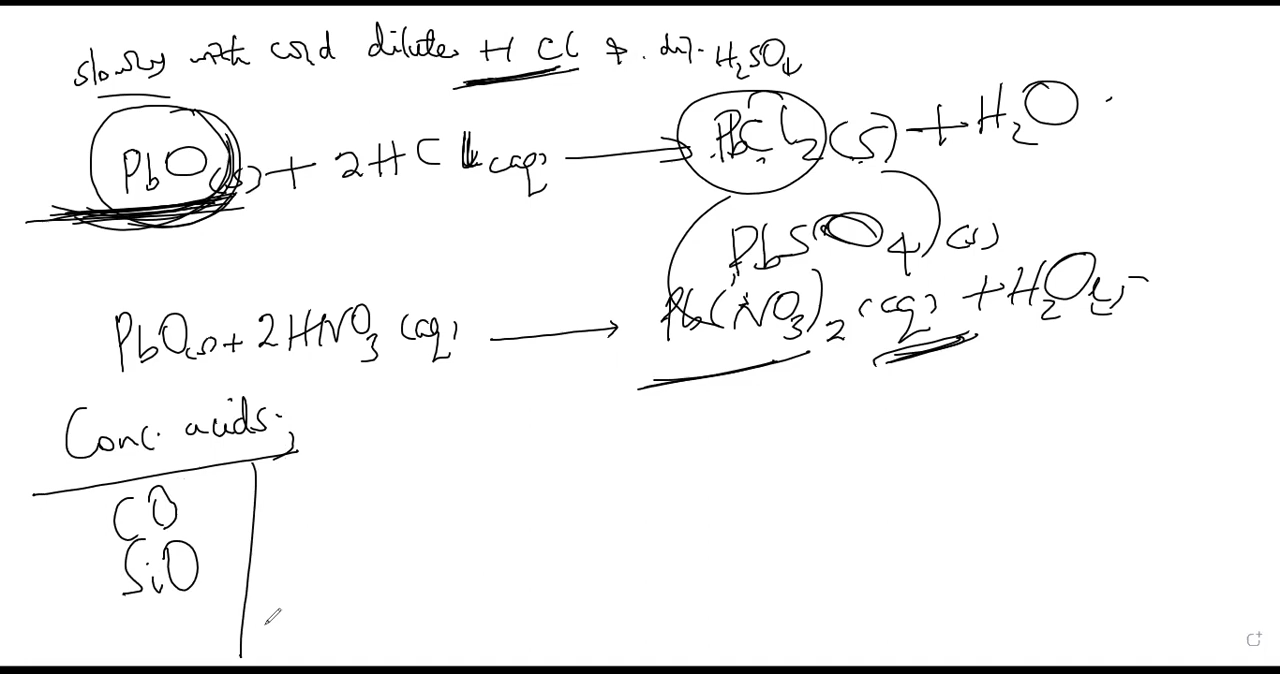 slowly with cold dilute HCl & dil. H₂SO₄
PbO(s) + 2HCl(aq) → PbCl₂(s) + H₂O
PbSO₄(s)
PbO(s) + 2HNO₃(aq) → Pb(NO₃)₂(aq) + H₂O(l)
Conc. acids;
CO
SiO